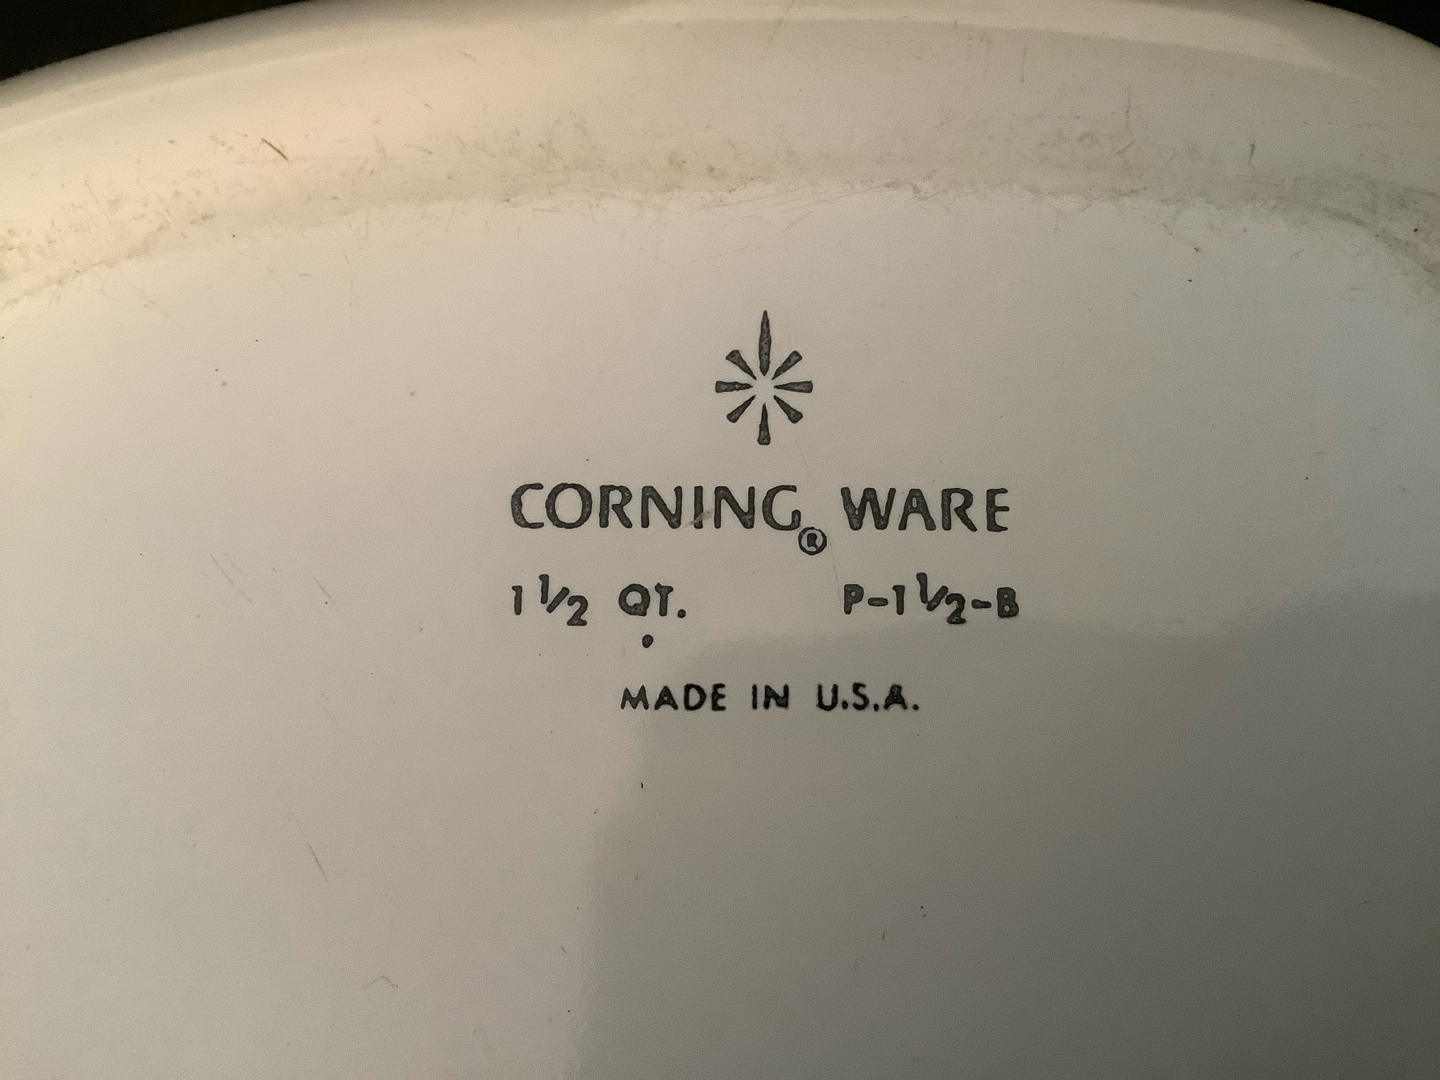 CORNING® WARE
1 1/2 QT. P-1 1/2-B
MADE IN U.S.A.